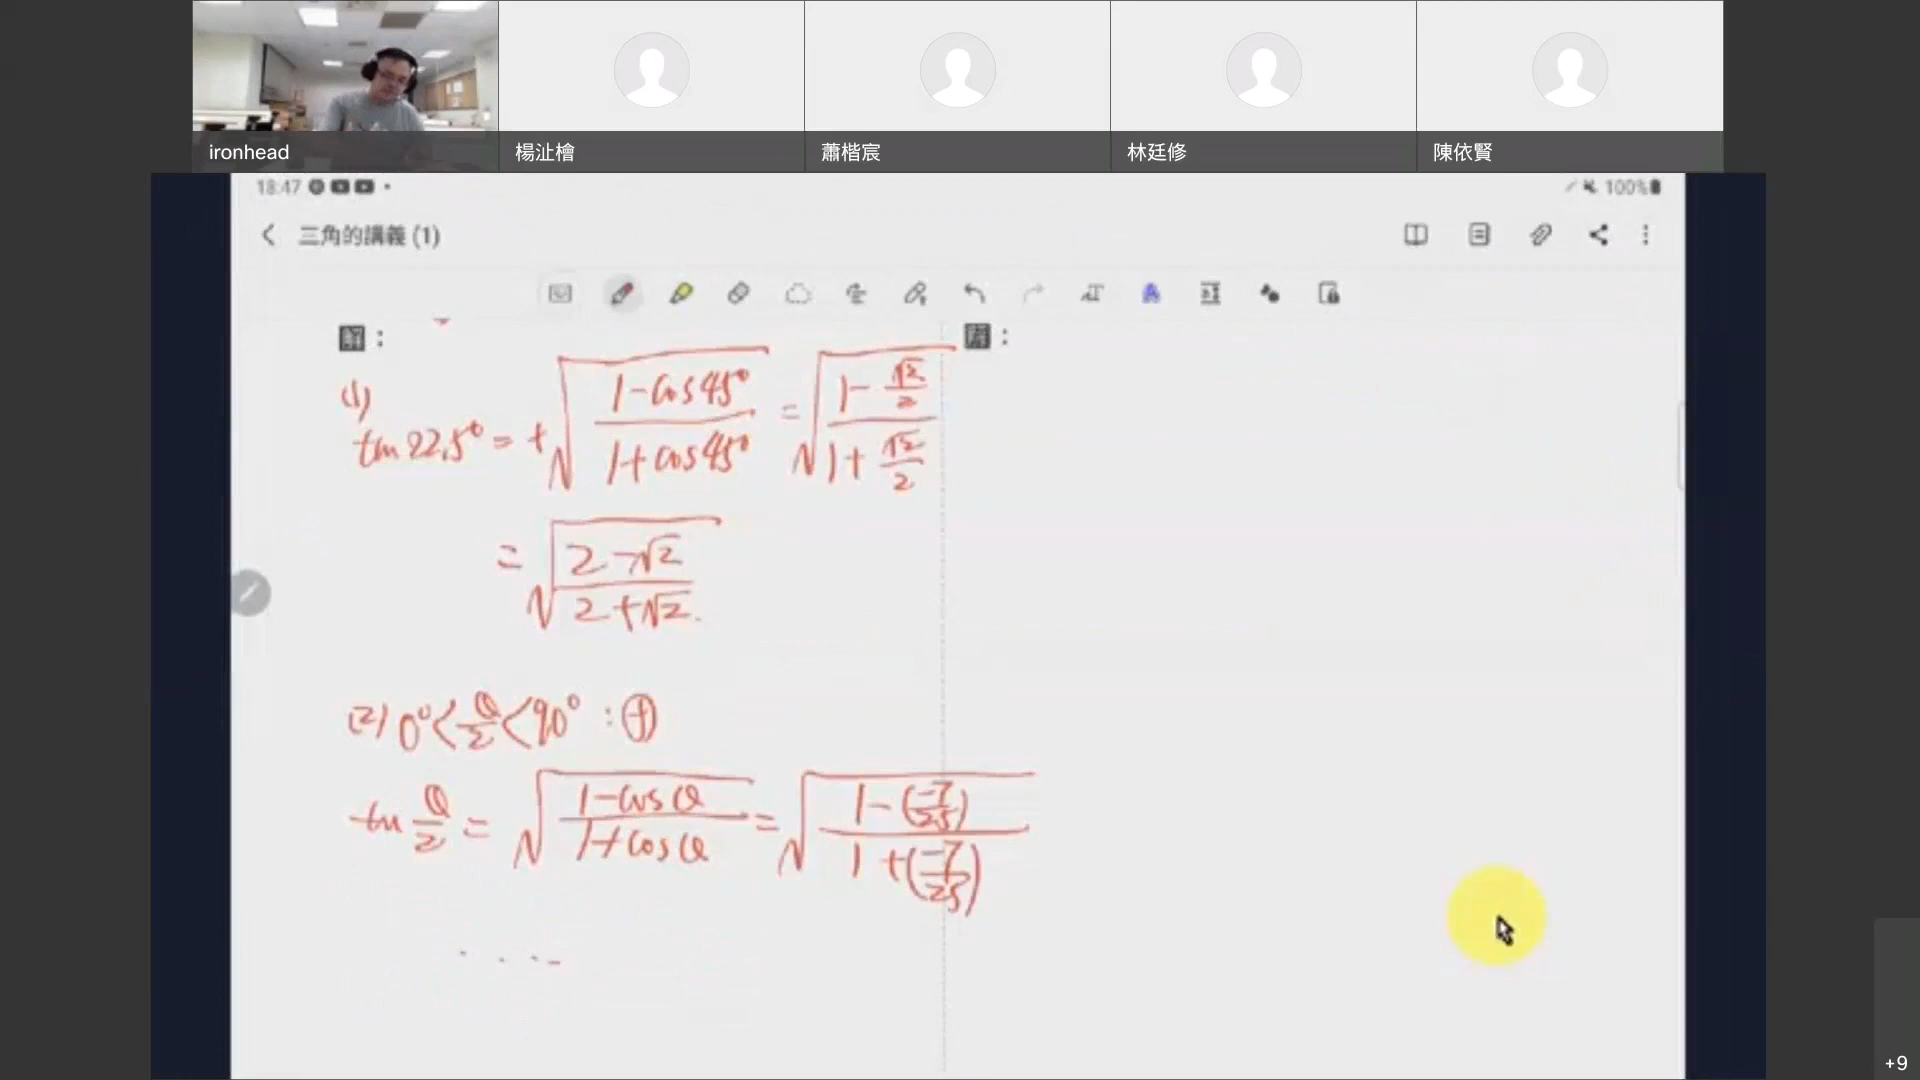 ironhead
楊沚檜
蕭楷宸
林廷修
陳依賢
18:47
100%
三角的講義 (1)
解：
解：
(1)
tan 22.5° = +√((1-cos45°)/(1+cos45°)) = √((1-√2/2)/(1+√2/2))
= √((2-√2)/(2+√2))
(2) 0° < θ/2 < 90° : ⊕
tan θ/2 = √((1-cosθ)/(1+cosθ)) = √((1-(-7/25))/(1+(-7/25)))
....
+9